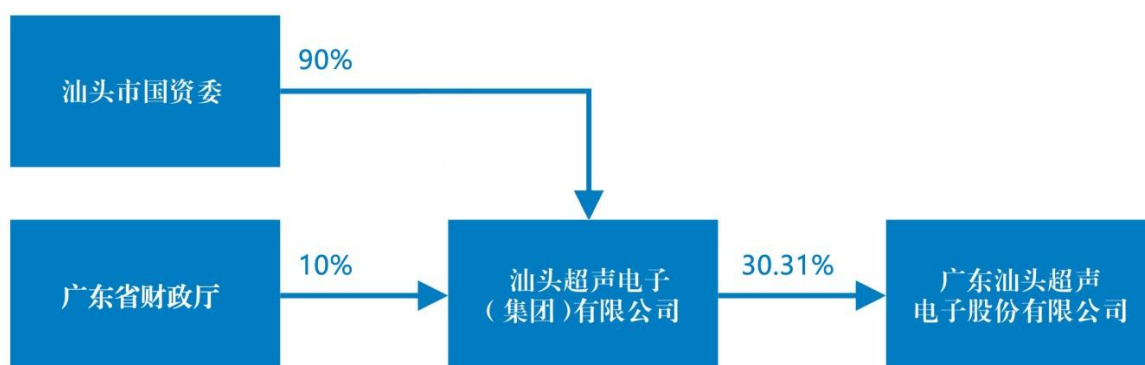 汕头市国资委
90%
广东省财政厅
10%
汕头超声电子
（集团)有限公司
30.31%
广东汕头超声
电子股份有限公司